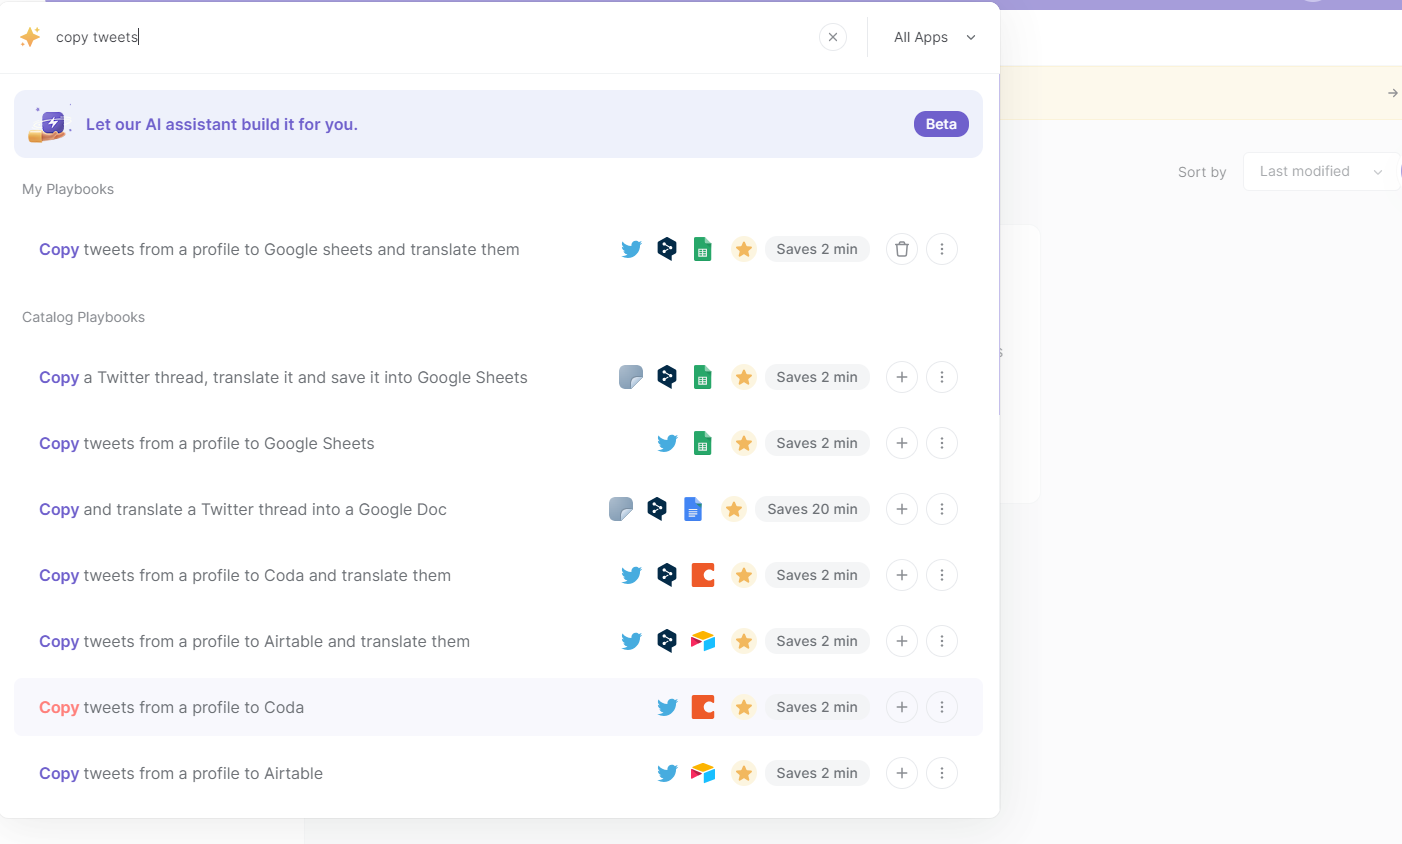 copy tweets
All Apps
Let our AI assistant build it for you.
Beta
Sort by
Last modified
My Playbooks
Copy tweets from a profile to Google sheets and translate them
Saves 2 min
Catalog Playbooks
Copy a Twitter thread, translate it and save it into Google Sheets
Saves 2 min
Copy tweets from a profile to Google Sheets
Saves 2 min
Copy and translate a Twitter thread into a Google Doc
Saves 20 min
Copy tweets from a profile to Coda and translate them
Saves 2 min
Copy tweets from a profile to Airtable and translate them
Saves 2 min
Copy tweets from a profile to Coda
Saves 2 min
Copy tweets from a profile to Airtable
Saves 2 min